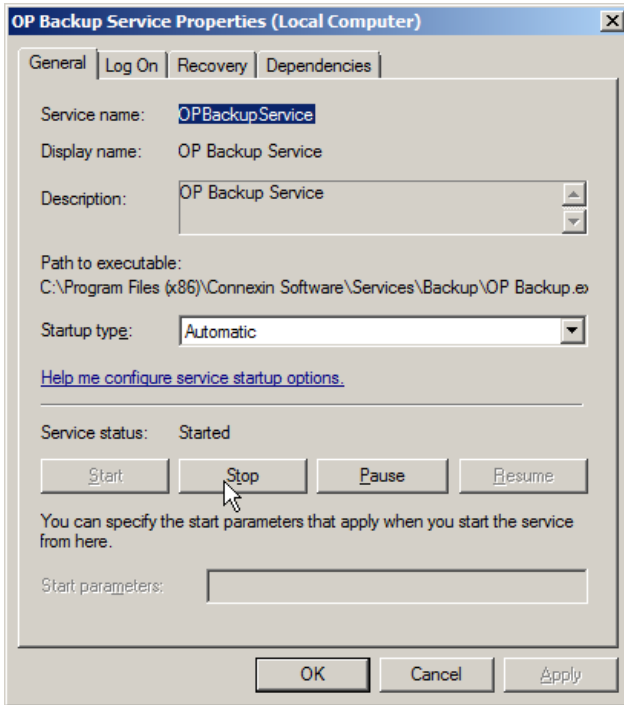 OP Backup Service Properties (Local Computer)
General Log On Recovery Dependencies
Service name: OPBackupService
Display name: OP Backup Service
Description: OP Backup Service
Path to executable:
C:\Program Files (x86)\Connexin Software\Services\Backup\OP Backup.ex
Startup type: Automatic
Help me configure service startup options.
Service status: Started
Start Stop Pause Resume
You can specify the start parameters that apply when you start the service
from here.
Start parameters:
OK Cancel Apply